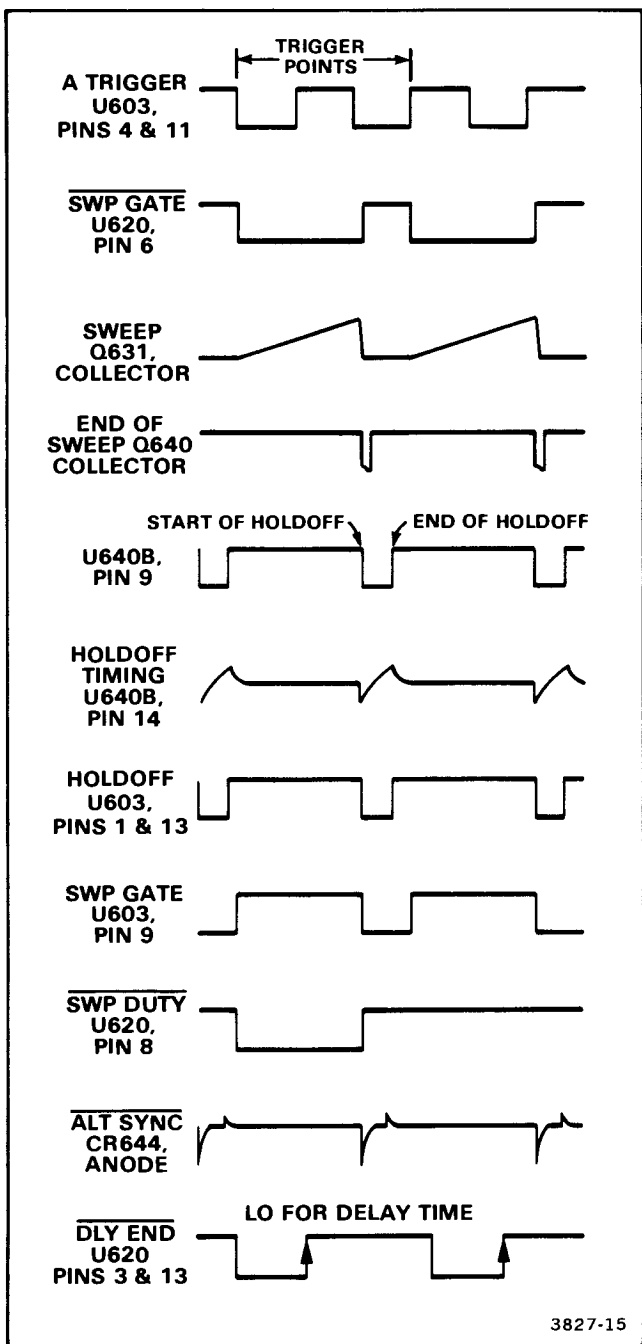 TRIGGER
POINTS
A TRIGGER
U603,
PINS 4 & 11
SWP GATE
U620,
PIN 6
SWEEP
Q631,
COLLECTOR
END OF
SWEEP Q640
COLLECTOR
START OF HOLDOFF
END OF HOLDOFF
U640B,
PIN 9
HOLDOFF
TIMING
U640B,
PIN 14
HOLDOFF
U603,
PINS 1 & 13
SWP GATE
U603,
PIN 9
SWP DUTY
U620,
PIN 8
ALT SYNC
CR644,
ANODE
LO FOR DELAY TIME
DLY END
U620
PINS 3 & 13
3827-15